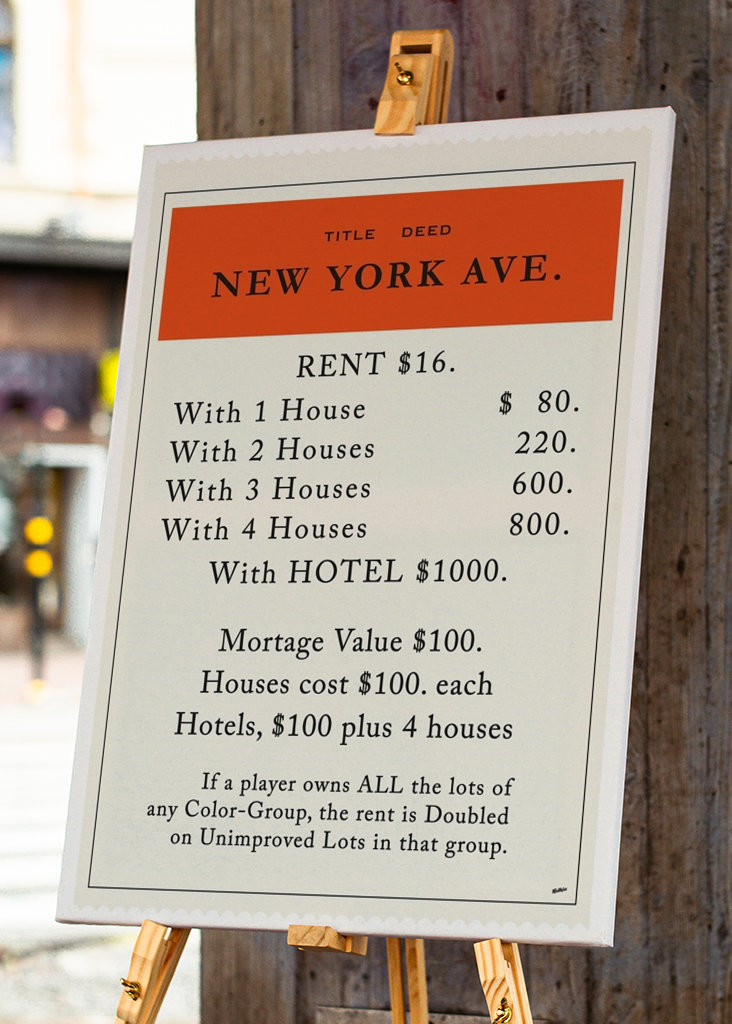 TITLE DEED
NEW YORK AVE.
RENT $16.
With 1 House $ 80.
With 2 Houses 220.
With 3 Houses 600.
With 4 Houses 800.
With HOTEL $1000.
Mortage Value $100.
Houses cost $100. each
Hotels, $100 plus 4 houses
If a player owns ALL the lots of
any Color-Group, the rent is Doubled
on Unimproved Lots in that group.